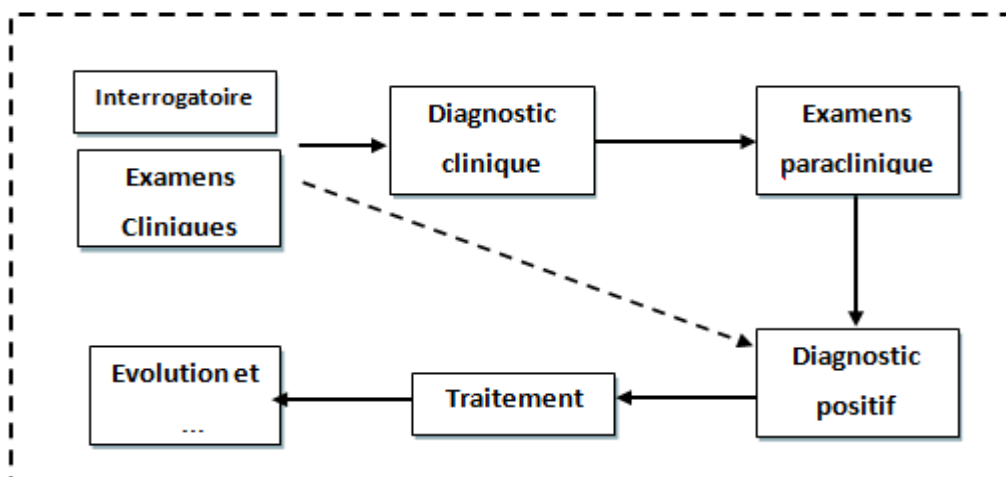 Interrogatoire
Examens
Cliniques
Diagnostic
clinique
Examens
paraclinique
Diagnostic
positif
Traitement
Evolution et
...